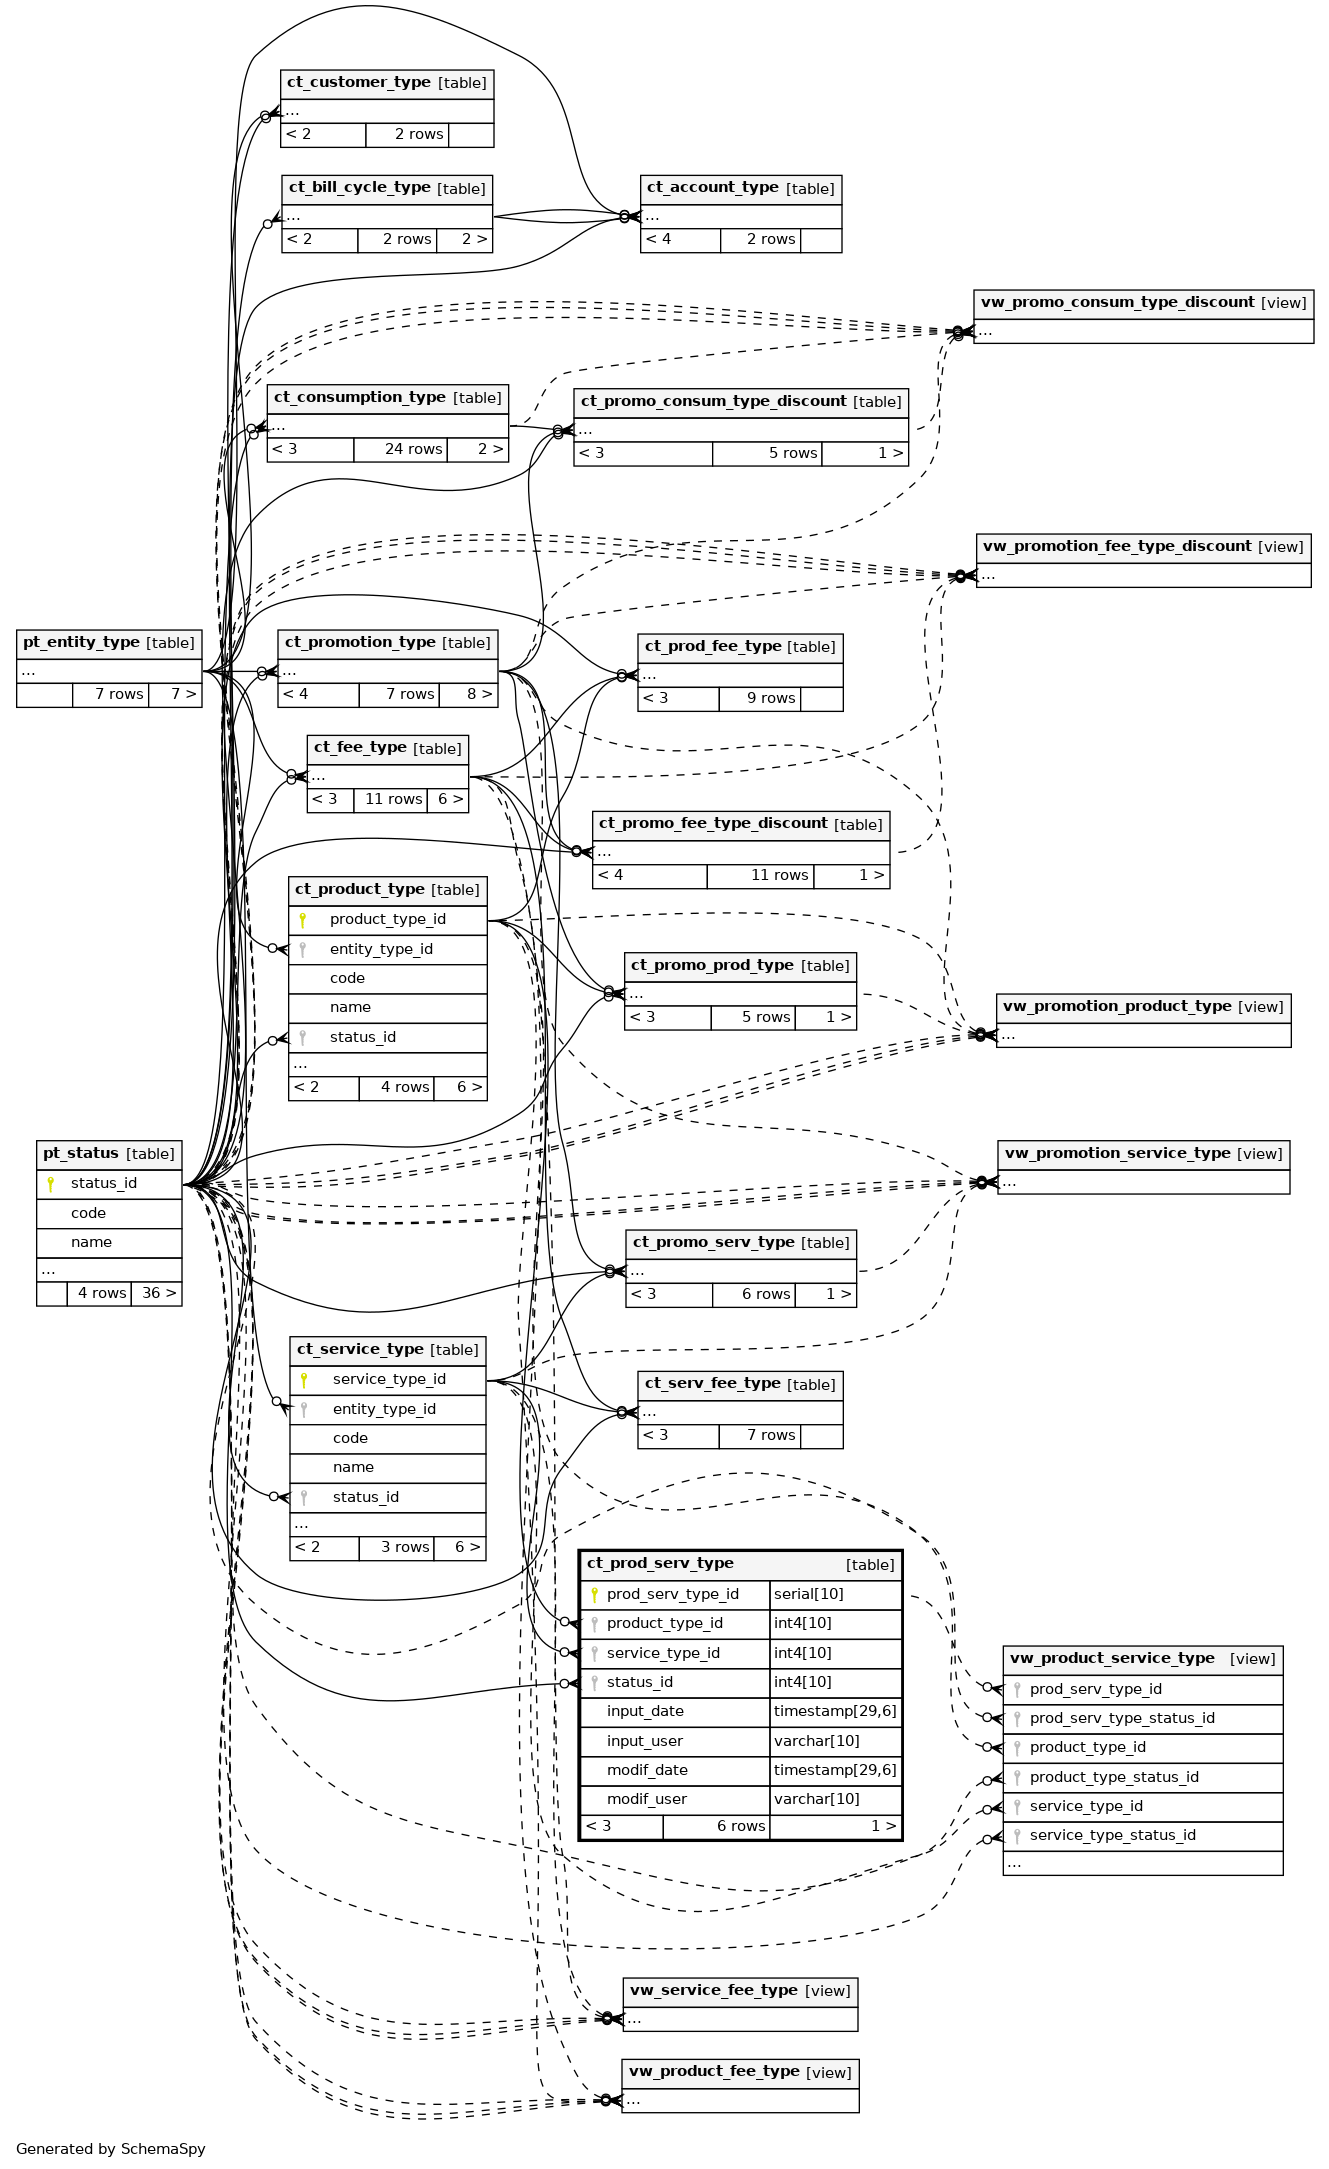 ct_customer_type [table]
...
< 2 2 rows
ct_bill_cycle_type [table]
...
< 2 2 rows 2 >
ct_account_type [table]
...
< 4 2 rows
vw_promo_consum_type_discount [view]
...
ct_consumption_type [table]
...
< 3 24 rows 2 >
ct_promo_consum_type_discount [table]
...
< 3 5 rows 1 >
vw_promotion_fee_type_discount [view]
...
pt_entity_type [table]
...
7 rows 7 >
ct_promotion_type [table]
...
< 4 7 rows 8 >
ct_prod_fee_type [table]
...
< 3 9 rows
ct_fee_type [table]
...
< 3 11 rows 6 >
ct_promo_fee_type_discount [table]
...
< 4 11 rows 1 >
ct_product_type [table]
product_type_id
entity_type_id
code
name
status_id
...
< 2 4 rows 6 >
ct_promo_prod_type [table]
...
< 3 5 rows 1 >
vw_promotion_product_type [view]
...
pt_status [table]
status_id
code
name
...
4 rows 36 >
vw_promotion_service_type [view]
...
ct_promo_serv_type [table]
...
< 3 6 rows 1 >
ct_service_type [table]
service_type_id
entity_type_id
code
name
status_id
...
< 2 3 rows 6 >
ct_serv_fee_type [table]
...
< 3 7 rows
ct_prod_serv_type [table]
prod_serv_type_id serial[10]
product_type_id int4[10]
service_type_id int4[10]
status_id int4[10]
input_date timestamp[29,6]
input_user varchar[10]
modif_date timestamp[29,6]
modif_user varchar[10]
< 3 6 rows 1 >
vw_product_service_type [view]
prod_serv_type_id
prod_serv_type_status_id
product_type_id
product_type_status_id
service_type_id
service_type_status_id
...
vw_service_fee_type [view]
...
vw_product_fee_type [view]
...
Generated by SchemaSpy